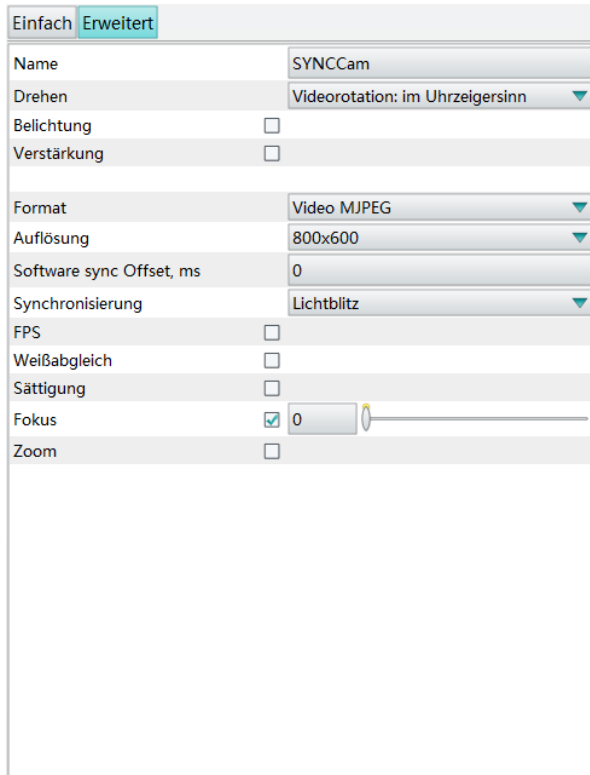 Einfach Erweitert
Name SYNCCam
Drehen Videorotation: im Uhrzeigersinn
Belichtung
Verstärkung
Format Video MJPEG
Auflösung 800x600
Software sync Offset, ms 0
Synchronisierung Lichtblitz
FPS
Weißabgleich
Sättigung
Fokus 0
Zoom